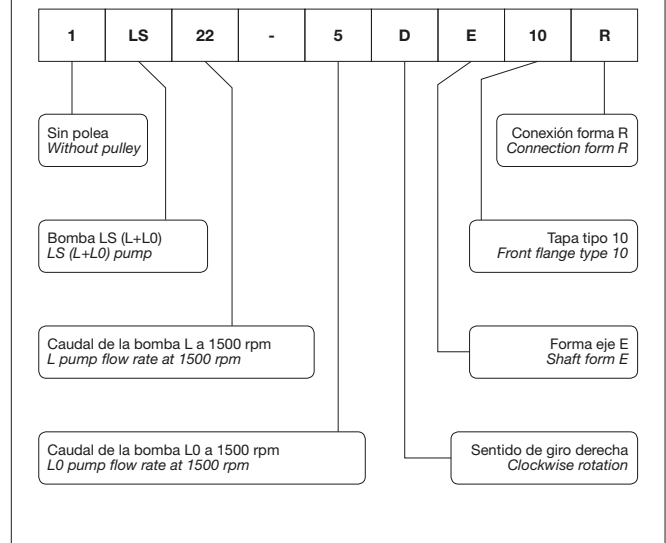 1 LS 22 - 5 D E 10 R
Sin polea
Without pulley
Conexión forma R
Connection form R
Bomba LS (L+L0)
LS (L+L0) pump
Tapa tipo 10
Front flange type 10
Caudal de la bomba L a 1500 rpm
L pump flow rate at 1500 rpm
Forma eje E
Shaft form E
Caudal de la bomba L0 a 1500 rpm
L0 pump flow rate at 1500 rpm
Sentido de giro derecha
Clockwise rotation